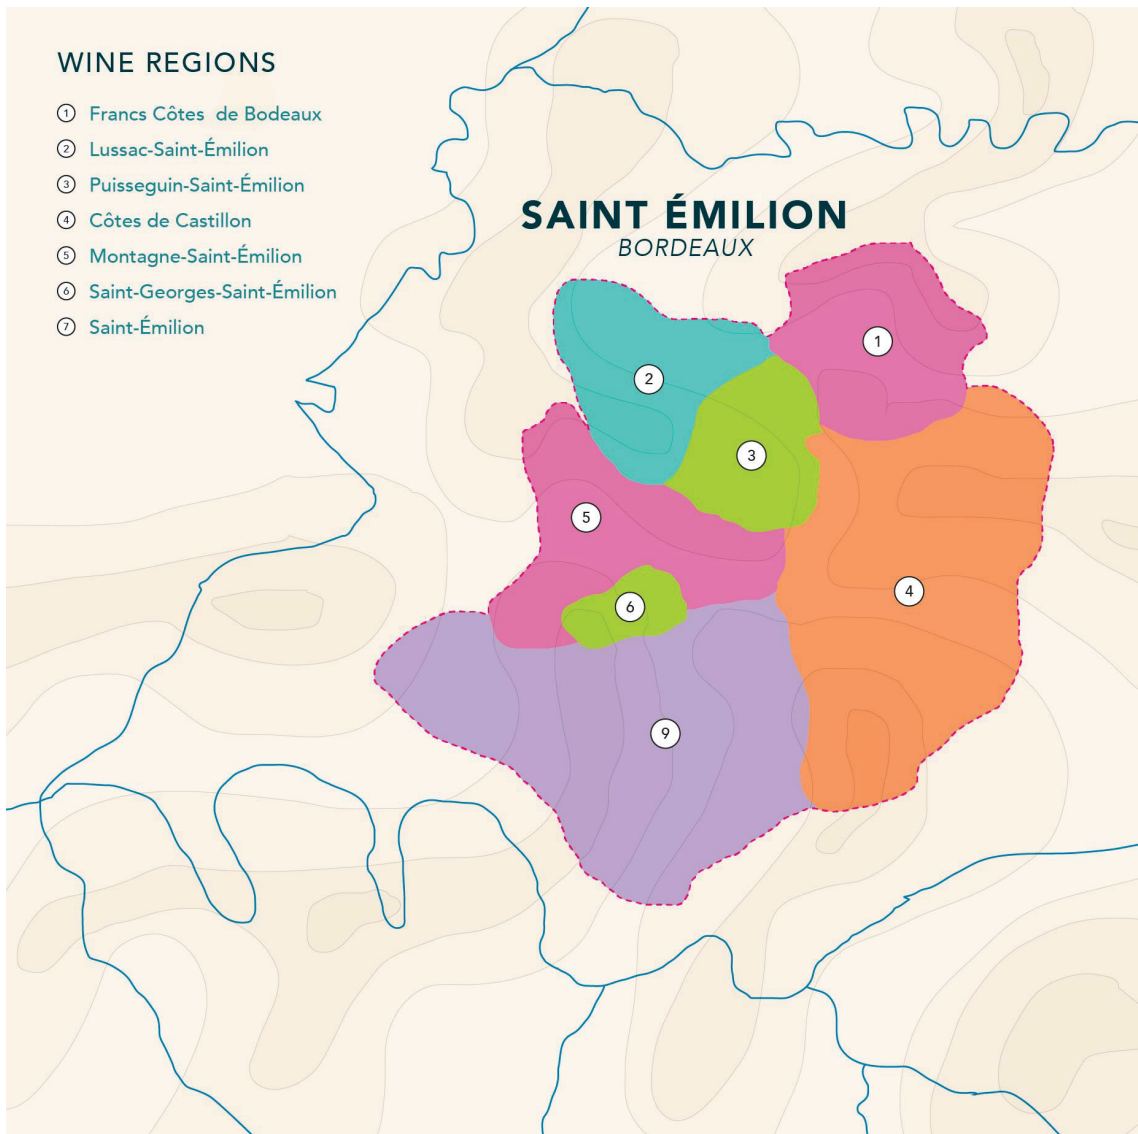 WINE REGIONS
1 Francs Côtes de Bodeaux
2 Lussac-Saint-Émilion
3 Puisseguin-Saint-Émilion
4 Côtes de Castillon
5 Montagne-Saint-Émilion
6 Saint-Georges-Saint-Émilion
7 Saint-Émilion
SAINT ÉMILION
BORDEAUX
1
2
3
5
4
6
9